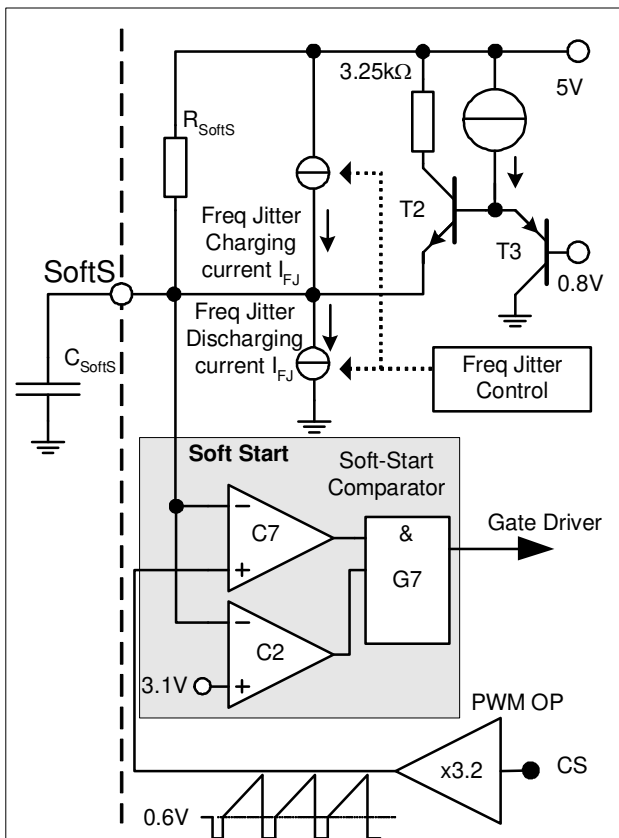 3.25kΩ
5V
R_SoftS
T2
T3
0.8V
Freq Jitter
Charging
current I_FJ
SoftS
Freq Jitter
Discharging
current I_FJ
C_SoftS
Freq Jitter
Control
Soft Start
Soft-Start
Comparator
Gate Driver
−
C7
+
&
G7
−
C2
+
3.1V
PWM OP
x3.2
CS
0.6V